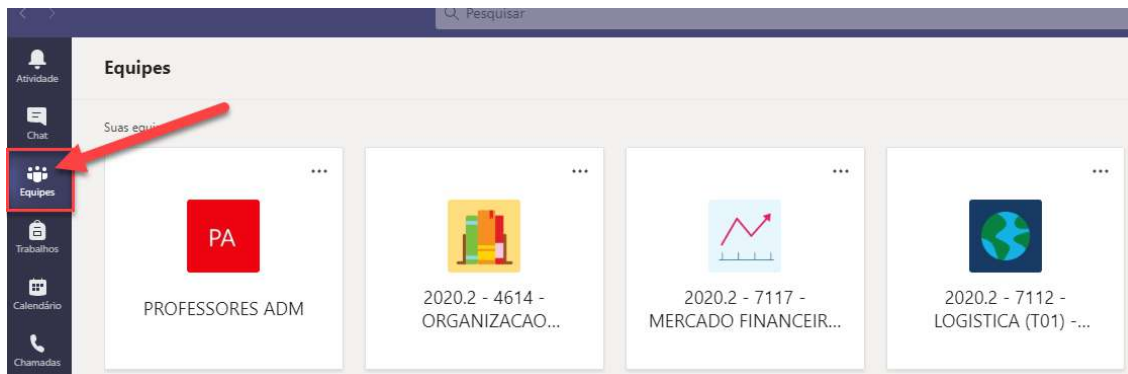 Pesquisar
Atividade
Equipes
Chat
Suas
Equipes
Trabalhos
Calendário
Chamadas
...
...
...
...
PA
PROFESSORES ADM
2020.2 - 4614 -
ORGANIZACAO...
2020.2 - 7117 -
MERCADO FINANCEIR...
2020.2 - 7112 -
LOGISTICA (T01) -...